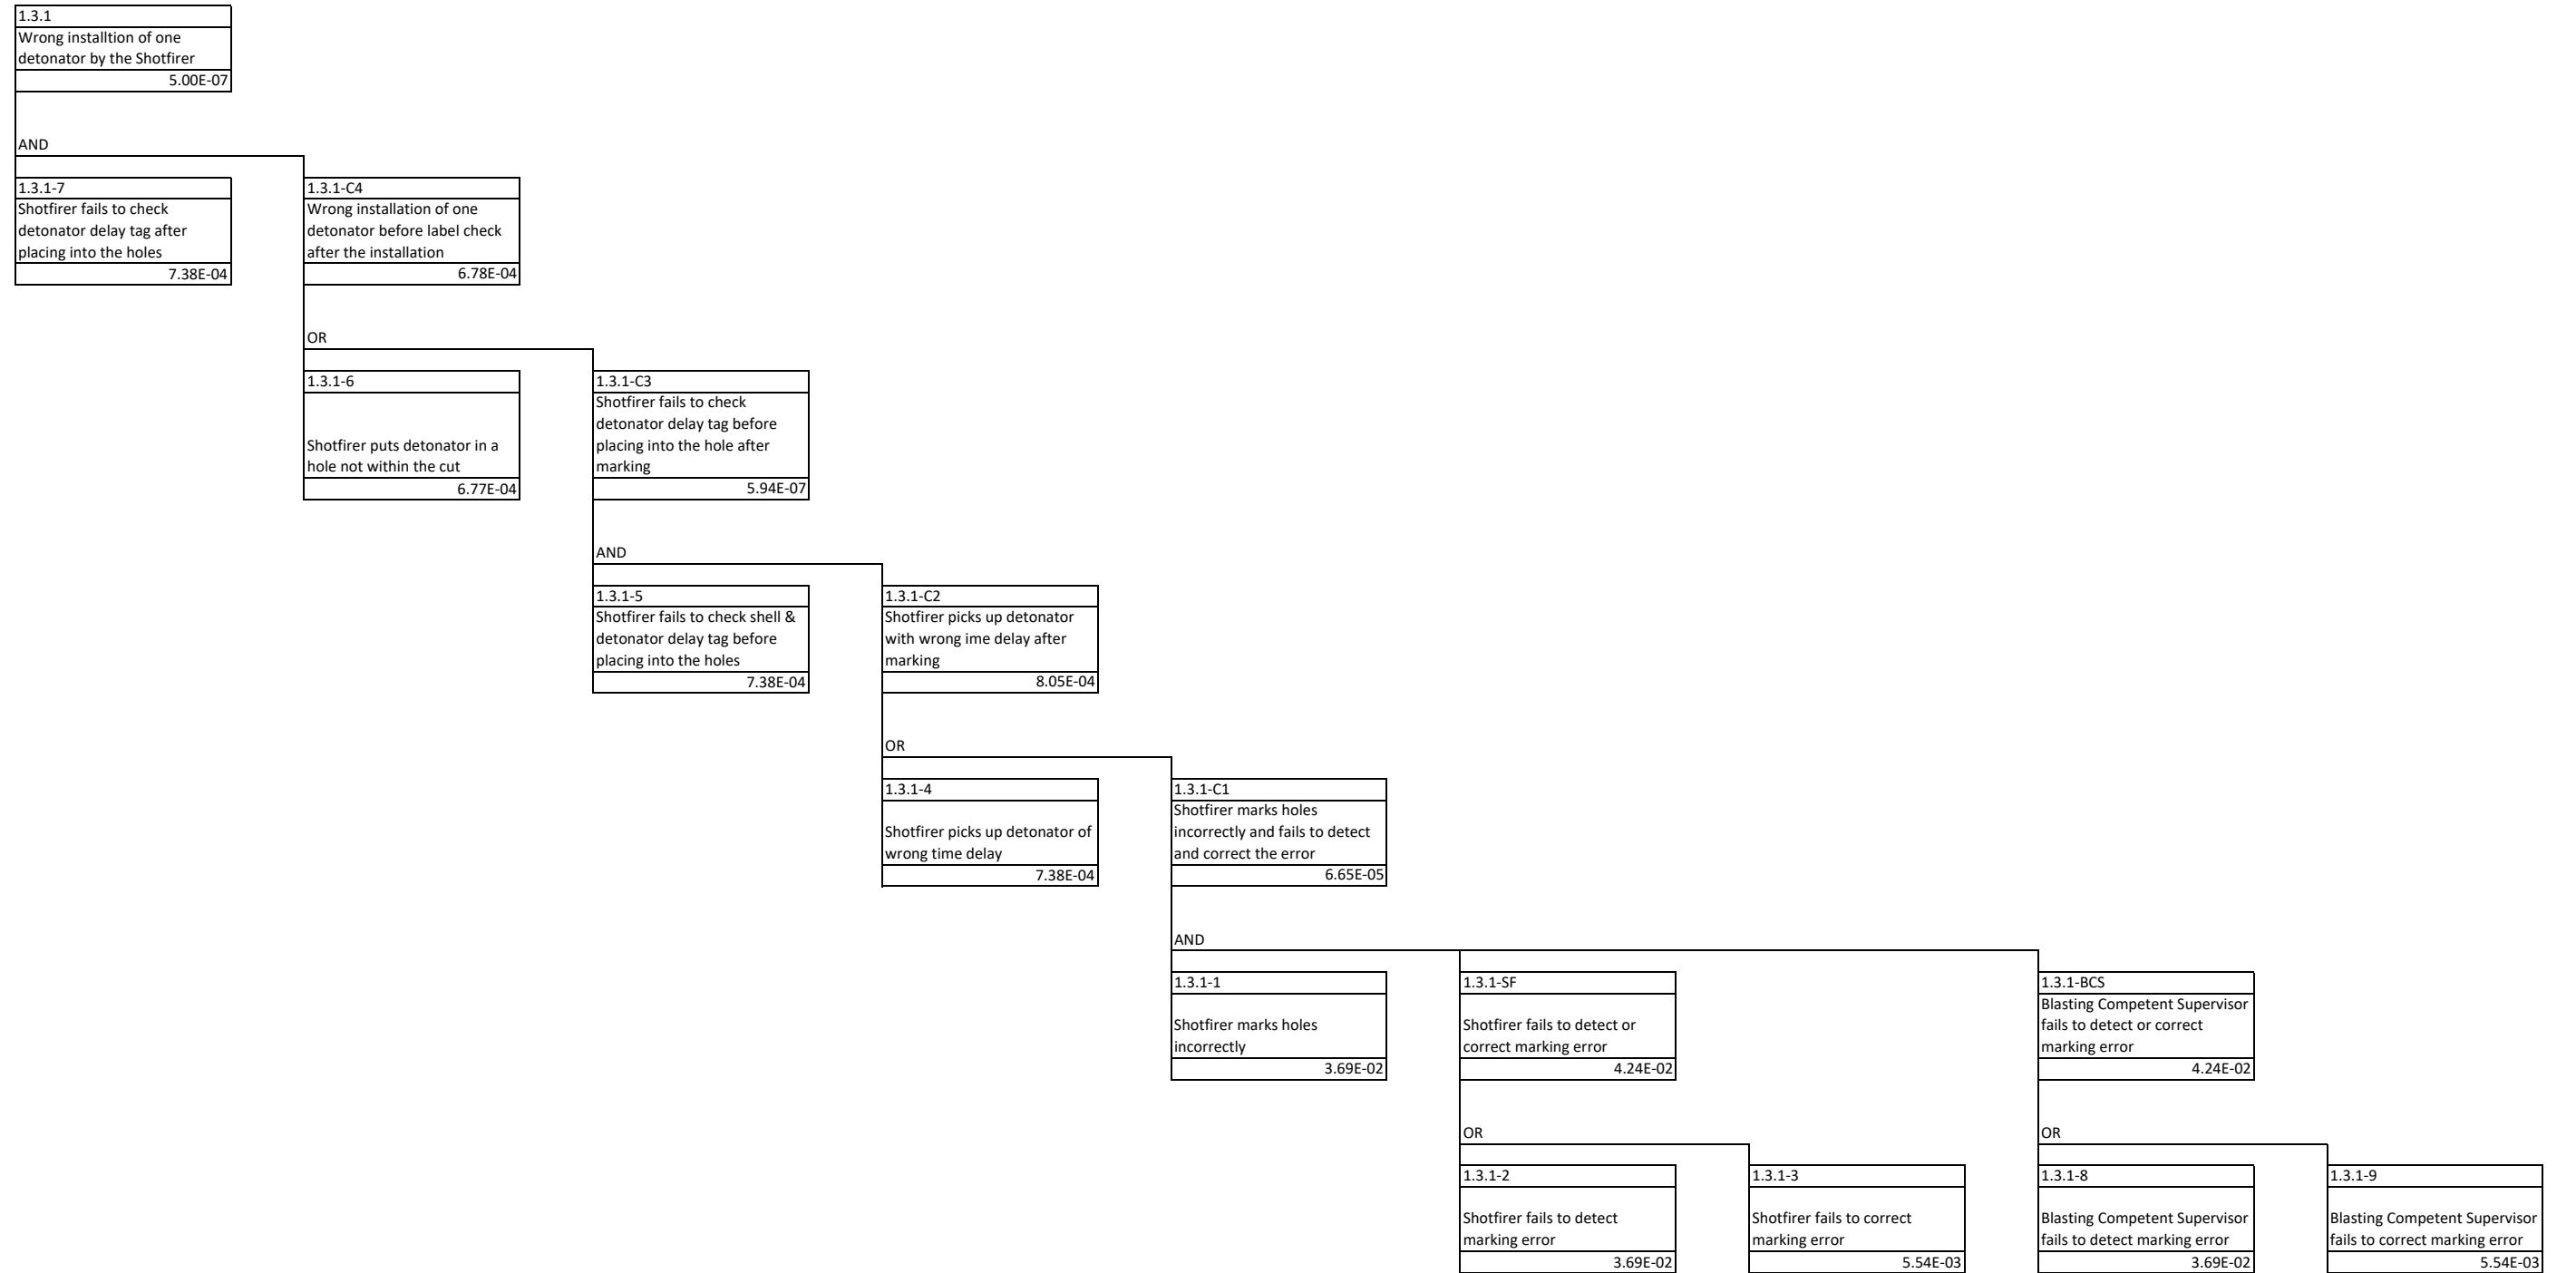 1.3.1
Wrong installtion of one
detonator by the Shotfirer
5.00E-07
AND
1.3.1-7
Shotfirer fails to check
detonator delay tag after
placing into the holes
7.38E-04
1.3.1-C4
Wrong installation of one
detonator before label check
after the installation
6.78E-04
OR
1.3.1-6
Shotfirer puts detonator in a
hole not within the cut
6.77E-04
1.3.1-C3
Shotfirer fails to check
detonator delay tag before
placing into the hole after
marking
5.94E-07
AND
1.3.1-5
Shotfirer fails to check shell &
detonator delay tag before
placing into the holes
7.38E-04
1.3.1-C2
Shotfirer picks up detonator
with wrong ime delay after
marking
8.05E-04
OR
1.3.1-4
Shotfirer picks up detonator of
wrong time delay
7.38E-04
1.3.1-C1
Shotfirer marks holes
incorrectly and fails to detect
and correct the error
6.65E-05
AND
1.3.1-1
Shotfirer marks holes
incorrectly
3.69E-02
1.3.1-SF
Shotfirer fails to detect or
correct marking error
4.24E-02
1.3.1-BCS
Blasting Competent Supervisor
fails to detect or correct
marking error
4.24E-02
OR
1.3.1-2
Shotfirer fails to detect
marking error
3.69E-02
1.3.1-3
Shotfirer fails to correct
marking error
5.54E-03
OR
1.3.1-8
Blasting Competent Supervisor
fails to detect marking error
3.69E-02
1.3.1-9
Blasting Competent Supervisor
fails to correct marking error
5.54E-03